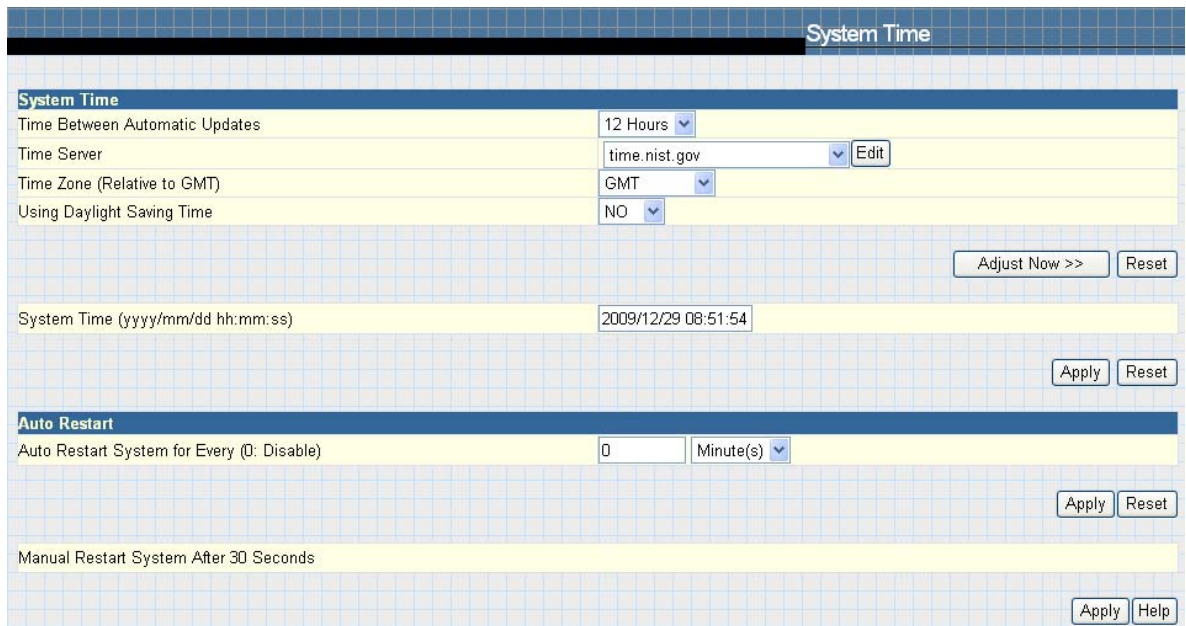 System Time
System Time
Time Between Automatic Updates 12 Hours
Time Server time.nist.gov Edit
Time Zone (Relative to GMT) GMT
Using Daylight Saving Time NO
Adjust Now >> Reset
System Time (yyyy/mm/dd hh:mm:ss) 2009/12/29 08:51:54
Apply Reset
Auto Restart
Auto Restart System for Every (0: Disable) 0 Minute(s)
Apply Reset
Manual Restart System After 30 Seconds
Apply Help